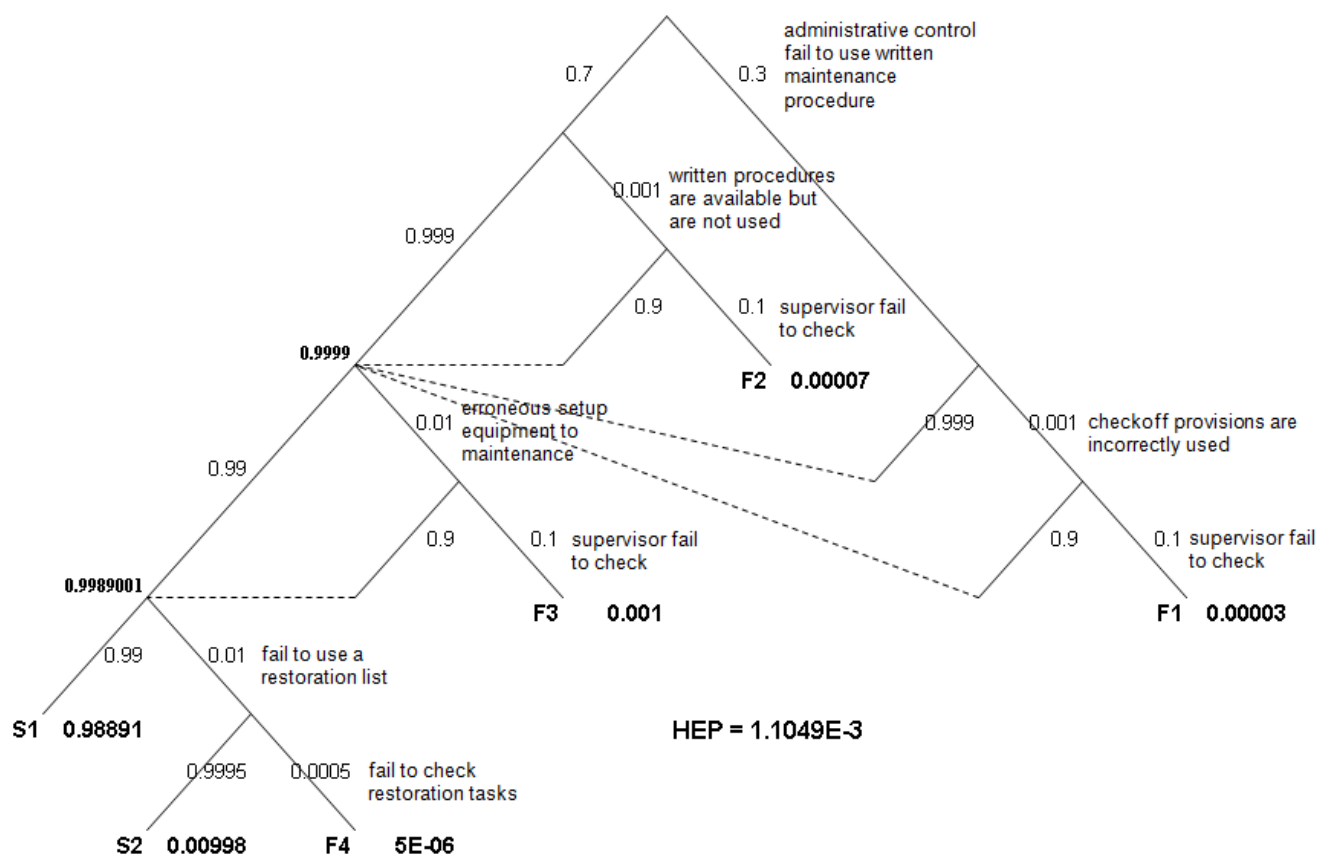 administrative control
fail to use written
maintenance
procedure
0.7
0.3
written procedures
are available but
are not used
0.001
0.999
0.9
0.1
supervisor fail
to check
0.9999
F2 0.00007
erroneous setup
equipment to
maintenance
0.01
0.999
0.001
checkoff provisions are
incorrectly used
0.99
0.9
0.1
supervisor fail
to check
0.9
0.1
supervisor fail
to check
0.9989001
F3 0.001
F1 0.00003
0.99
0.01
fail to use a
restoration list
S1 0.98891
HEP = 1.1049E-3
0.9995
0.0005
fail to check
restoration tasks
S2 0.00998
F4 5E-06